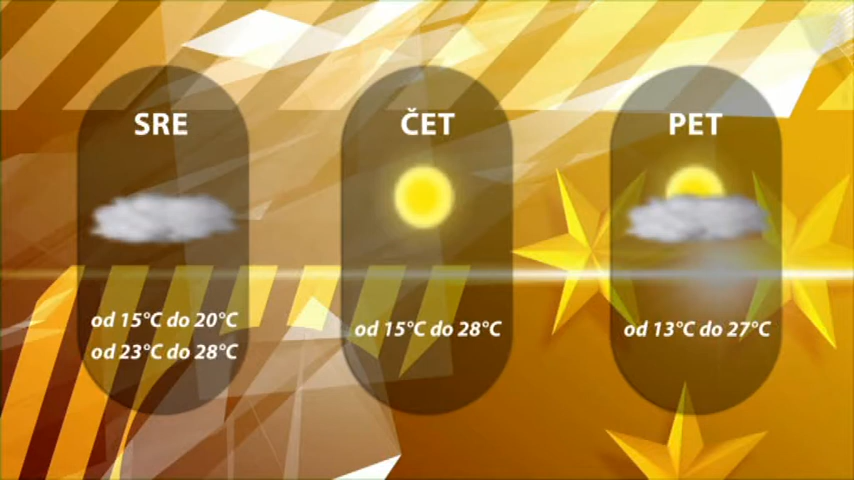 SRE
od 15°C do 20°C
od 23°C do 28°C
ČET
od 15°C do 28°C
PET
od 13°C do 27°C